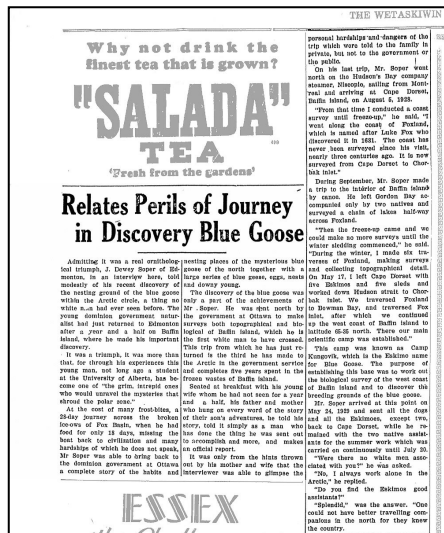 THE WETASKIWIN
Why not drink the
finest tea that is grown?
"SALADA"
TEA
'Fresh from the gardens'
Relates Perils of Journey
in Discovery Blue Goose
Admitting it was a real ornitholog-
ical triumph, J. Dewey Soper of Ed-
monton, in an interview here, told
modestly of his recent discovery of
the nesting ground of the blue goose
within the Arctic circle, a thing no
white man had ever seen before. The
young dominion government natur-
alist had just returned to Edmonton
after a year and a half on Baffin
Island, where he made his important
discovery.
It was a triumph, it was more than
that, for through his experiences this
young man, not long ago a student
at the University of Alberta, has be-
come one of "the grim, intrepid ones
who would unravel the mysteries that
shroud the polar zone."
At the cost of many frost-bites, a
28-day journey across the broken
ice-ows of Fox Basin, when he had
food for only 18 days, missing the
boat back to civilization and many
hardships of which he does not speak,
Mr Soper was able to bring back to
the dominion government at Ottawa
a complete story of the habits and
nesting places of the mysterious blue
goose of the north together with a
large series of blue geese, eggs, nests
and downy young.
The discovery of the blue goose was
only a part of the achievements of
Mr. Soper. He was sent north by
the government at Ottawa to make
surveys both topographical and bio-
logical of Baffin island, which he is
the first white man to have crossed.
This trip from which he has just re-
turned is the third he has made to
the Arctic in the government service
and completes five years spent in the
frozen wastes of Baffin island.
Seated at breakfast with his young
wife whom he had not seen for a year
and a half, his father and mother
who hung on every word of the story
of their son's adventures, he told his
story, told it simply as a man who
has done the thing he was sent out
to accomplish and more, and makes
an official report.
It was only from the hints thrown
out by his mother and wife that the
interviewer was able to glimpse the
personal hardships and dangers of the
trip which were told to the family in
private, but not to the government or
the public.
On his last trip, Mr. Soper went
north on the Hudson's Bay company
steamer, Nascopie, sailing from Mont-
real and arriving at Cape Dorset,
Baffin island, on August 5, 1928.
"From that time I conducted a coast
survey until freeze-up," he said, "I
went along the coast of Foxland,
which is named after Luke Fox who
discovered it in 1631. The coast has
never been surveyed since his visit,
nearly three centuries ago. It is now
surveyed from Cape Dorset to Chor-
bak inlet."
During September, Mr. Soper made
a trip to the interior of Baffin island
by canoe. He left Gordon Bay ac-
companied only by two natives and
surveyed a chain of lakes half-way
across Foxland.
"Then the freeze-up came and we
could make no more surveys until the
winter sledding commenced," he said.
"During the winter, I made six tra-
verses of Foxland, making surveys
and collecting topographical detail.
On May 17, I left Cape Dorset with
five Eskimos and five sleds and
worked down Hudson strait to Chor-
bak inlet. We traversed Foxland
to Bowman Bay, and traversed Fox
inlet, after which we continued
up the west coast of Baffin island to
latitude 65-35 north. There our main
scientific camp was established."
This camp was known as Camp
Kungovik, which is the Eskimo name
for Blue Goose. The purpose of
establishing this base was to work out
the biological survey of the west coast
of Baffin island and to discover the
breeding grounds of the blue goose.
Mr Soper arrived at this point on
May 24, 1929 and sent all the dogs
and all the Eskimoes, except two,
back to Cape Dorset, while he re-
mained with the two native assist-
ants for the summer work which was
carried on continuously until July 20.
"Were there no white men asso-
ciated with you?" he was asked.
"No, I always work alone in the
Arctic," he replied.
"Do you find the Eskimos good
assistants?"
"Splendid," was the answer. "One
could not have better travelling com-
panions in the north for they knew
the country.
ESSEX